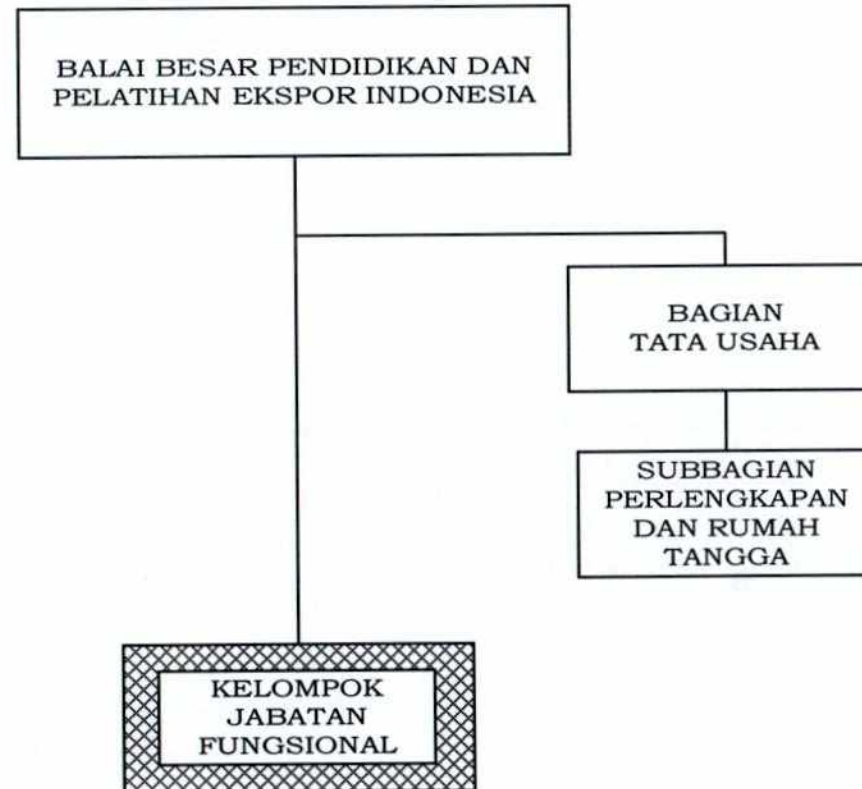 BALAI BESAR PENDIDIKAN DAN
PELATIHAN EKSPOR INDONESIA
BAGIAN
TATA USAHA
SUBBAGIAN
PERLENGKAPAN
DAN RUMAH
TANGGA
KELOMPOK
JABATAN
FUNGSIONAL